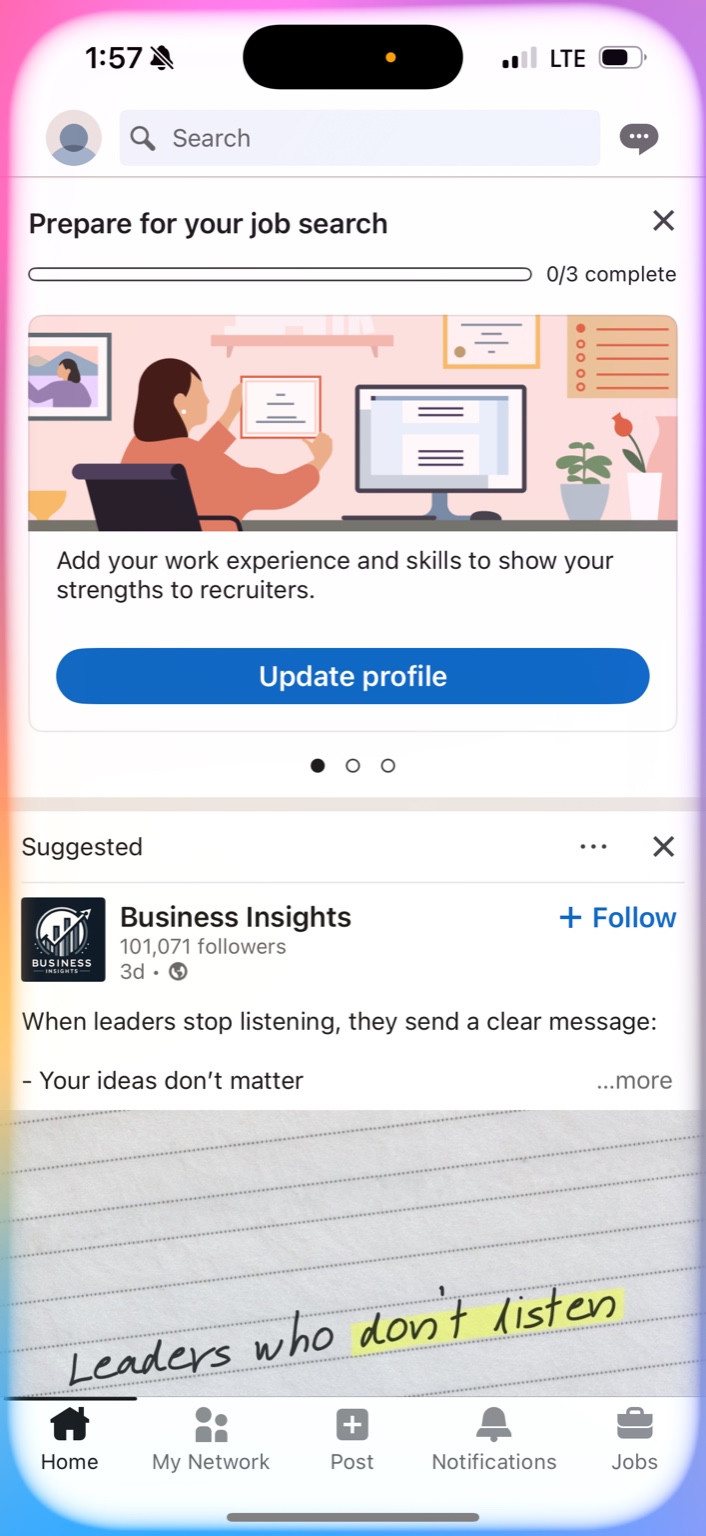 1:57
LTE
Search
Prepare for your job search
0/3 complete
Add your work experience and skills to show your
strengths to recruiters.
Update profile
Suggested
BUSINESS
INSIGHTS
Business Insights
+ Follow
101,071 followers
3d •
When leaders stop listening, they send a clear message:
- Your ideas don’t matter
...more
Leaders who don't listen
Home
My Network
Post
Notifications
Jobs